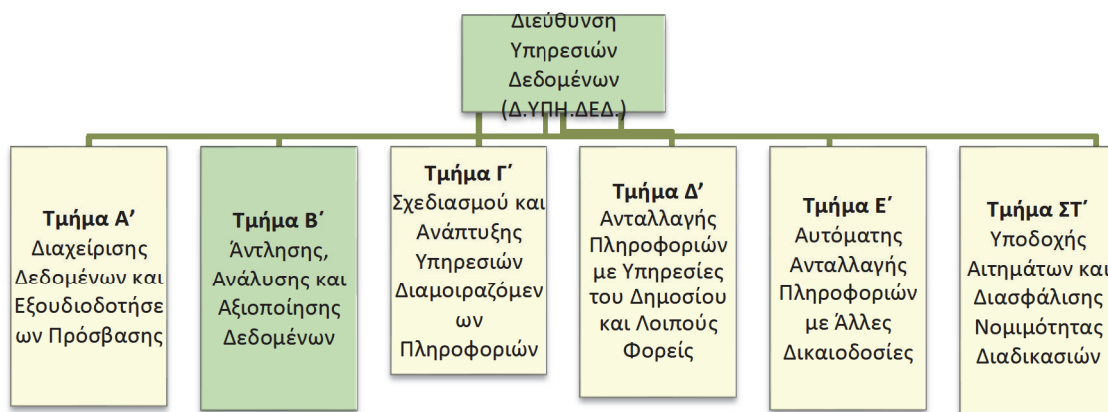 Διεύθυνση
Υπηρεσιών
Δεδομένων
(Δ.ΥΠΗ.ΔΕΔ.)
Τμήμα Α’
Διαχείρισης
Δεδομένων και
Εξουδιοδοτήσε
ων Πρόσβασης
Τμήμα Β΄
Άντλησης,
Ανάλυσης και
Αξιοποίησης
Δεδομένων
Τμήμα Γ΄
Σχεδιασμού και
Ανάπτυξης
Υπηρεσιών
Διαμοιραζόμεν
ων
Πληροφοριών
Τμήμα Δ’
Ανταλλαγής
Πληροφοριών
με Υπηρεσίες
του Δημοσίου
και Λοιπούς
Φορείς
Τμήμα Ε΄
Αυτόματης
Ανταλλαγής
Πληροφοριών
με Άλλες
Δικαιοδοσίες
Τμήμα ΣΤ΄
Υποδοχής
Αιτημάτων και
Διασφάλισης
Νομιμότητας
Διαδικασιών